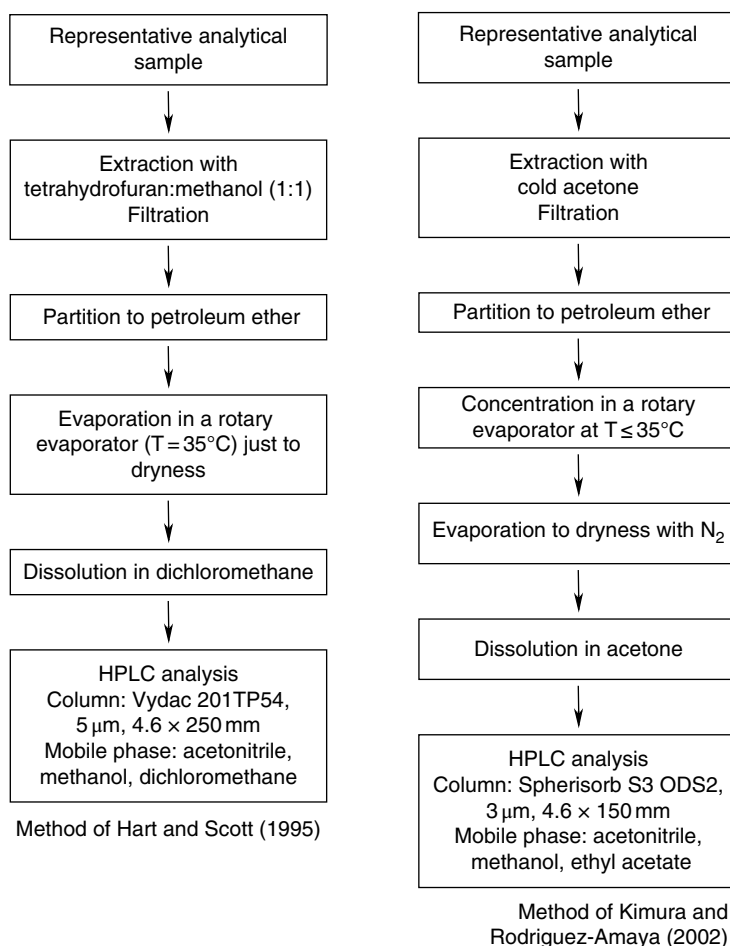 Representative analytical
sample
Extraction with
tetrahydrofuran:methanol (1:1)
Filtration
Partition to petroleum ether
Evaporation in a rotary
evaporator (T = 35°C) just to
dryness
Dissolution in dichloromethane
HPLC analysis
Column: Vydac 201TP54,
5 µm, 4.6 × 250 mm
Mobile phase: acetonitrile,
methanol, dichloromethane
Method of Hart and Scott (1995)
Representative analytical
sample
Extraction with
cold acetone
Filtration
Partition to petroleum ether
Concentration in a rotary
evaporator at T ≤ 35°C
Evaporation to dryness with N₂
Dissolution in acetone
HPLC analysis
Column: Spherisorb S3 ODS2,
3 µm, 4.6 × 150 mm
Mobile phase: acetonitrile,
methanol, ethyl acetate
Method of Kimura and
Rodriguez-Amaya (2002)